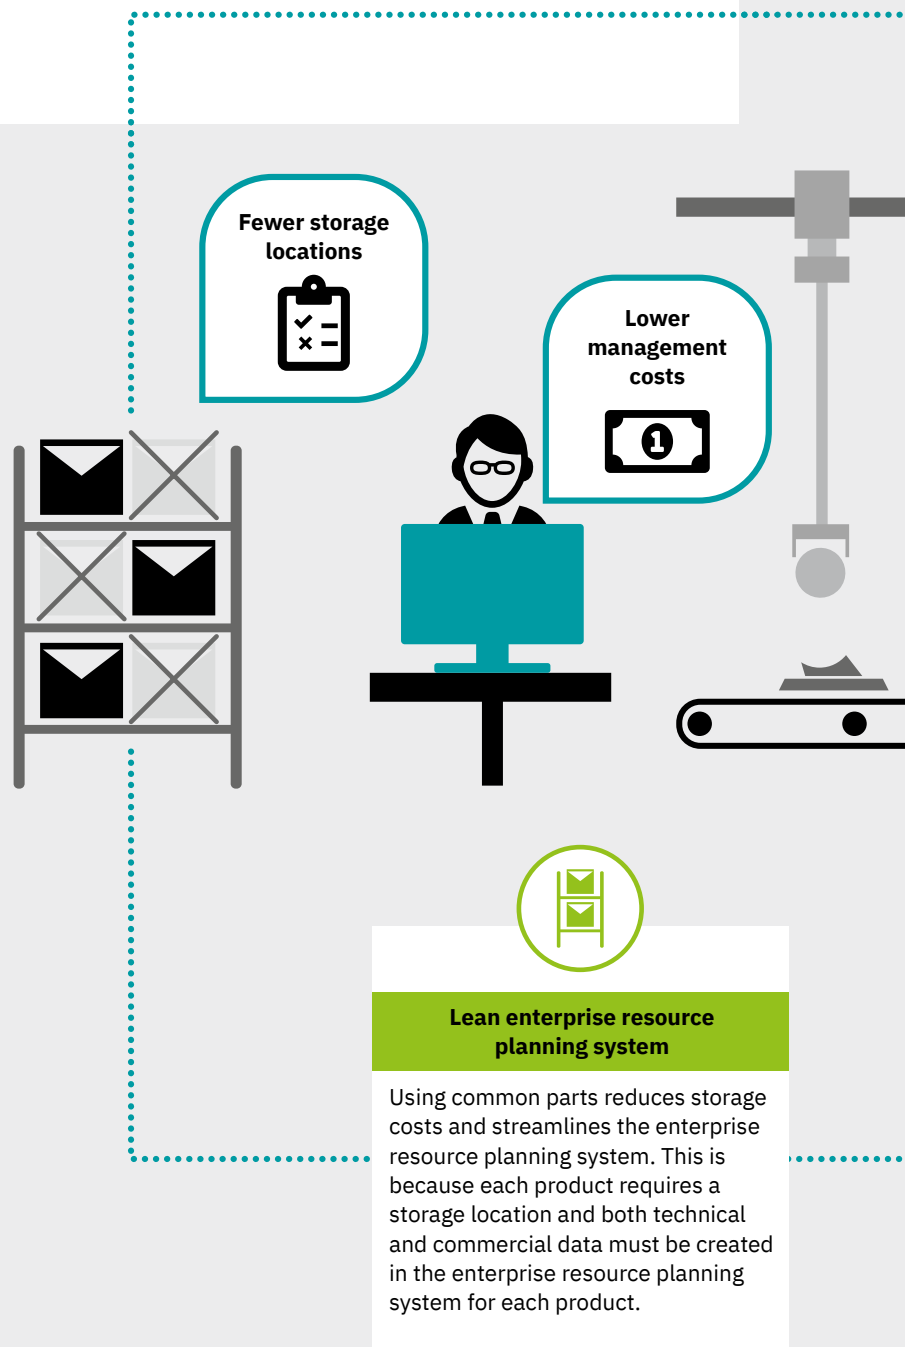 Fewer storage
locations
Lower
management
costs
1
Lean enterprise resource
planning system
Using common parts reduces storage
costs and streamlines the enterprise
resource planning system. This is
because each product requires a
storage location and both technical
and commercial data must be created
in the enterprise resource planning
system for each product.